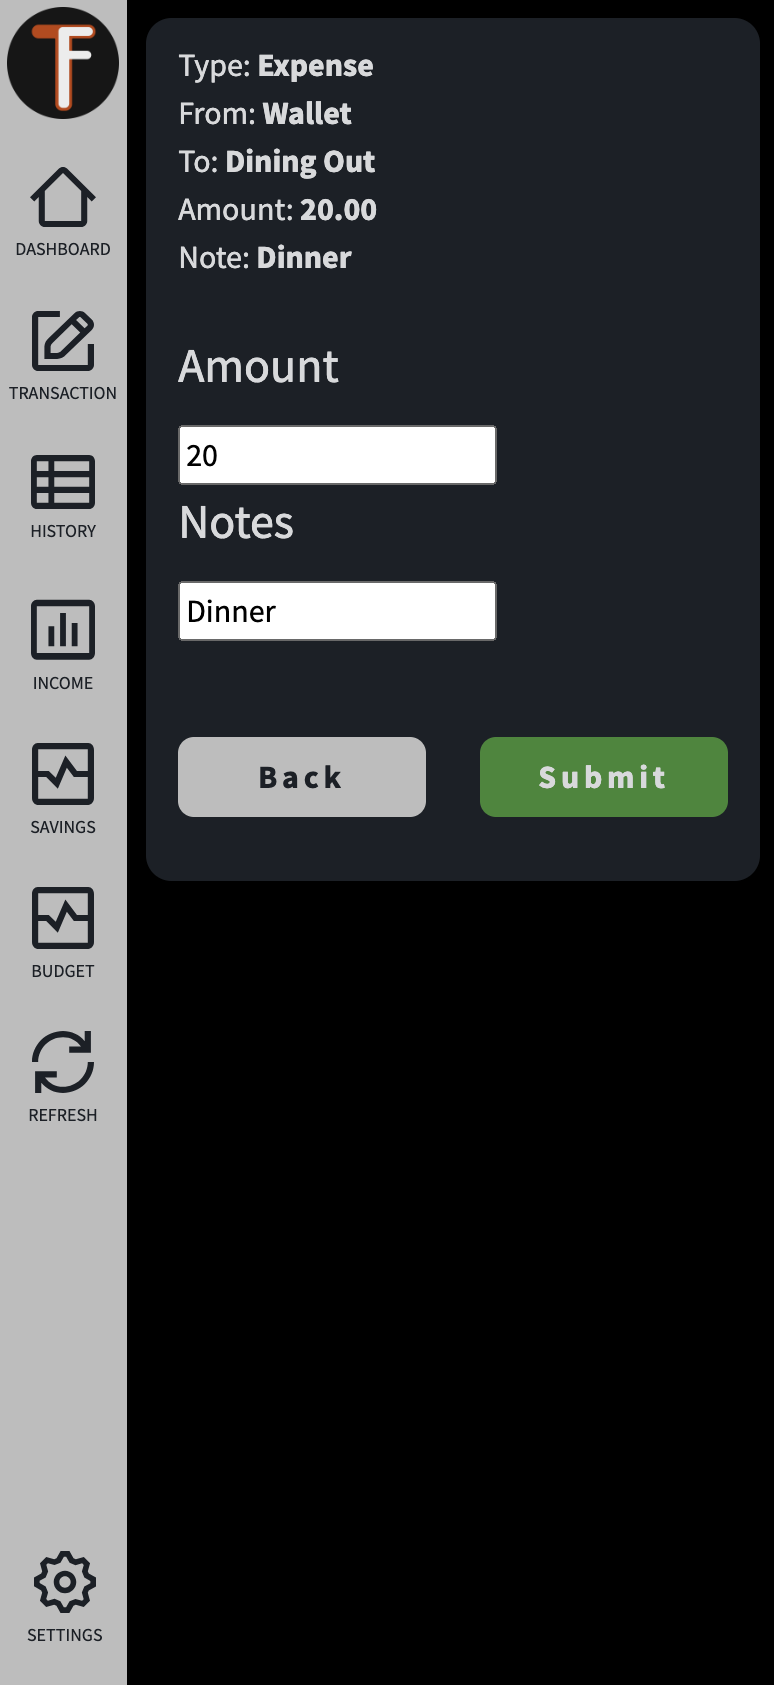 TF
DASHBOARD
TRANSACTION
HISTORY
INCOME
SAVINGS
BUDGET
REFRESH
SETTINGS
Type: Expense
From: Wallet
To: Dining Out
Amount: 20.00
Note: Dinner
Amount
20
Notes
Dinner
Back
Submit